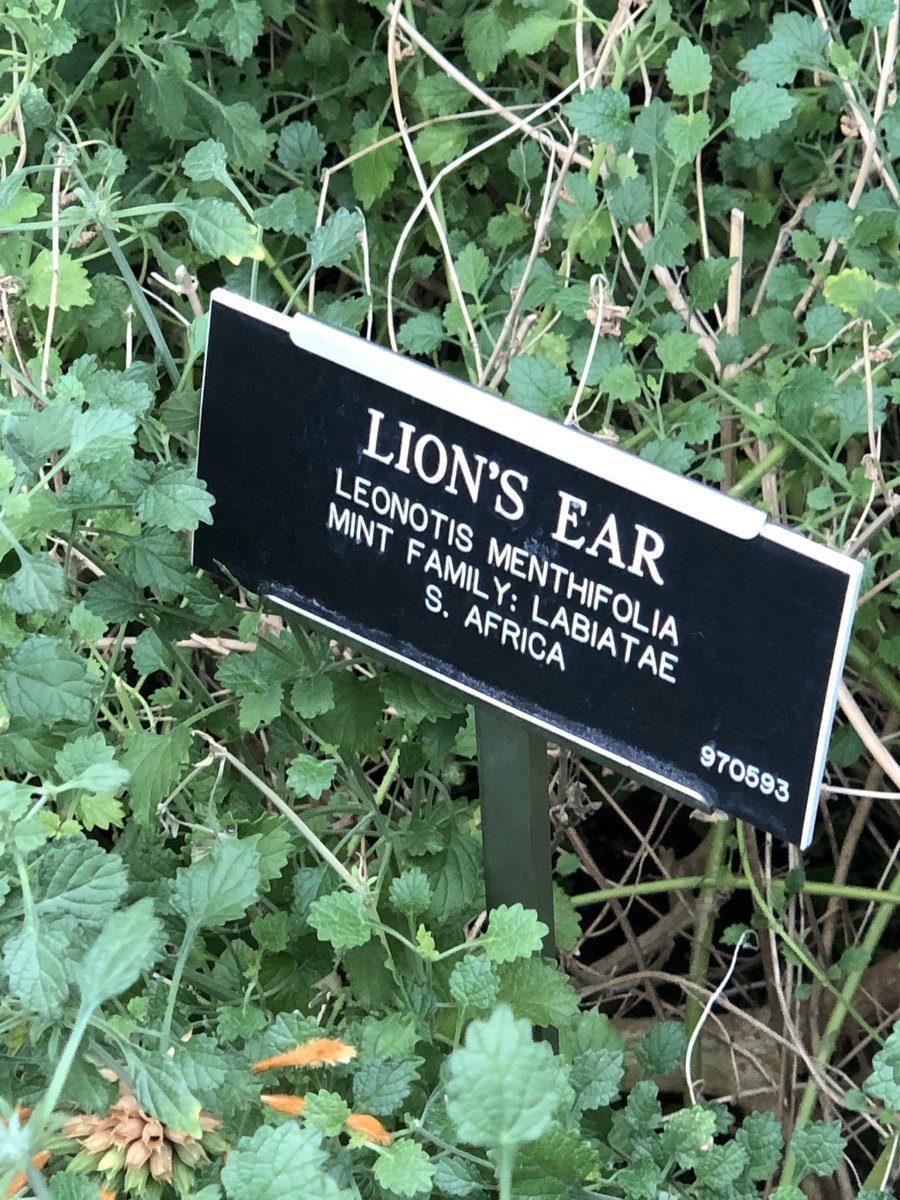 LION'S EAR
LEONOTIS MENTHIFOLIA
MINT FAMILY: LABIATAE
S. AFRICA
970593